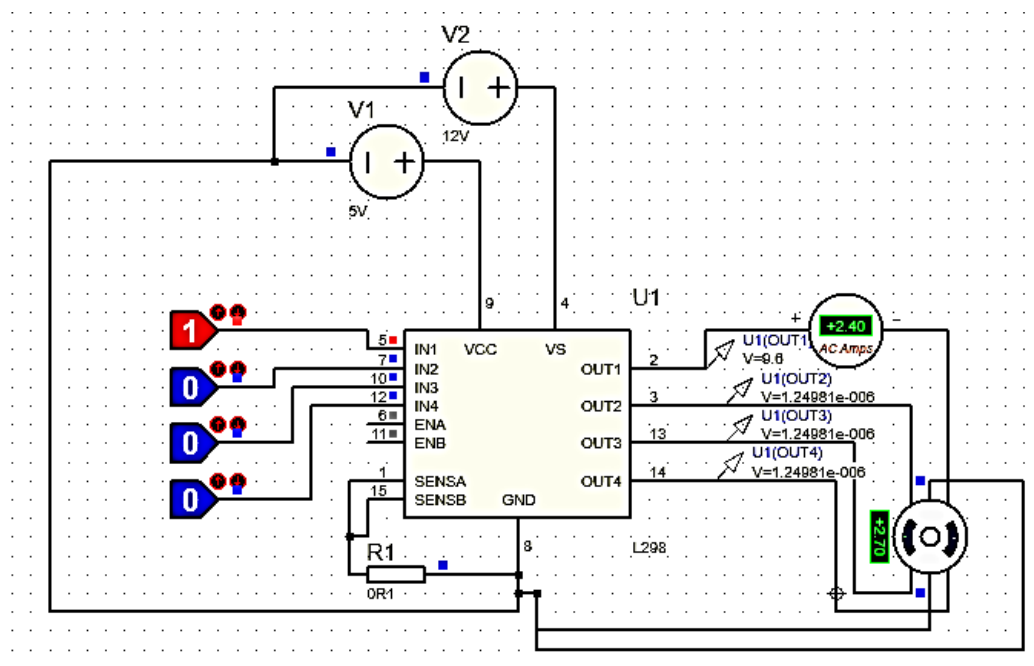 V2
12V
V1
5V
U1
9
4
1
0
0
0
5
7
10
12
6
11
1
15
IN1
IN2
IN3
IN4
ENA
ENB
SENSA
SENSB
VCC
VS
GND
OUT1
OUT2
OUT3
OUT4
2
3
13
14
8
L298
U1(OUT1)
V=9.6
U1(OUT2)
V=1.24981e-006
U1(OUT3)
V=1.24981e-006
U1(OUT4)
V=1.24981e-006
+
+2.40
-
AC Amps
R1
0R1
+2.70